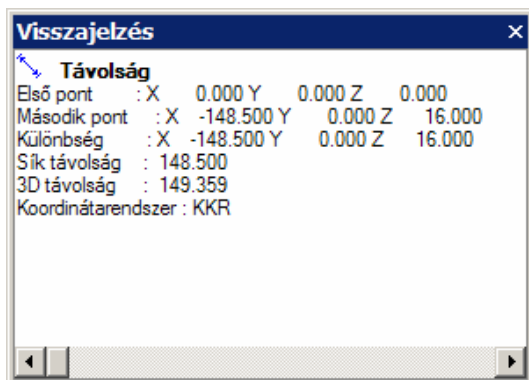 Visszajelzés
Távolság
Első pont : X 0.000 Y 0.000 Z 0.000
Második pont : X -148.500 Y 0.000 Z 16.000
Különbség : X -148.500 Y 0.000 Z 16.000
Sík távolság : 148.500
3D távolság : 149.359
Koordinátarendszer : KKR